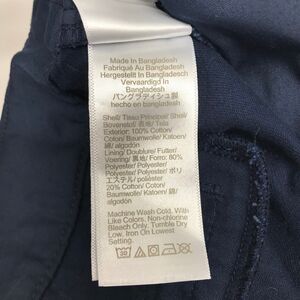 Made In Bangladesh
Fabriqué Au Bangladesh
Hergestellt In Bangladesh
Vervaardigd In
Bangladesh
バングラディシュ製
hecho en bangladesh
Shell/ Tissu Principal/ Shell/
Bovenstof/ 表地/ Tela
Exterior: 100% Cotton/
Coton/ Baumwolle/ Katoen/
綿/ algodón
Lining/ Doublure/ Futter/
Voering/ 裏地/ Forro: 80%
Polyester/ Polyester/
Polyester/ Polyester/ ポリ
エステル/ poliéster
20% Cotton/ Coton/
Baumwolle/ Katoen/ 綿/
algodón
Machine Wash Cold. With
Like Colors. Non-chlorine
Bleach Only. Tumble Dry
Low. Iron On Lowest
Setting.